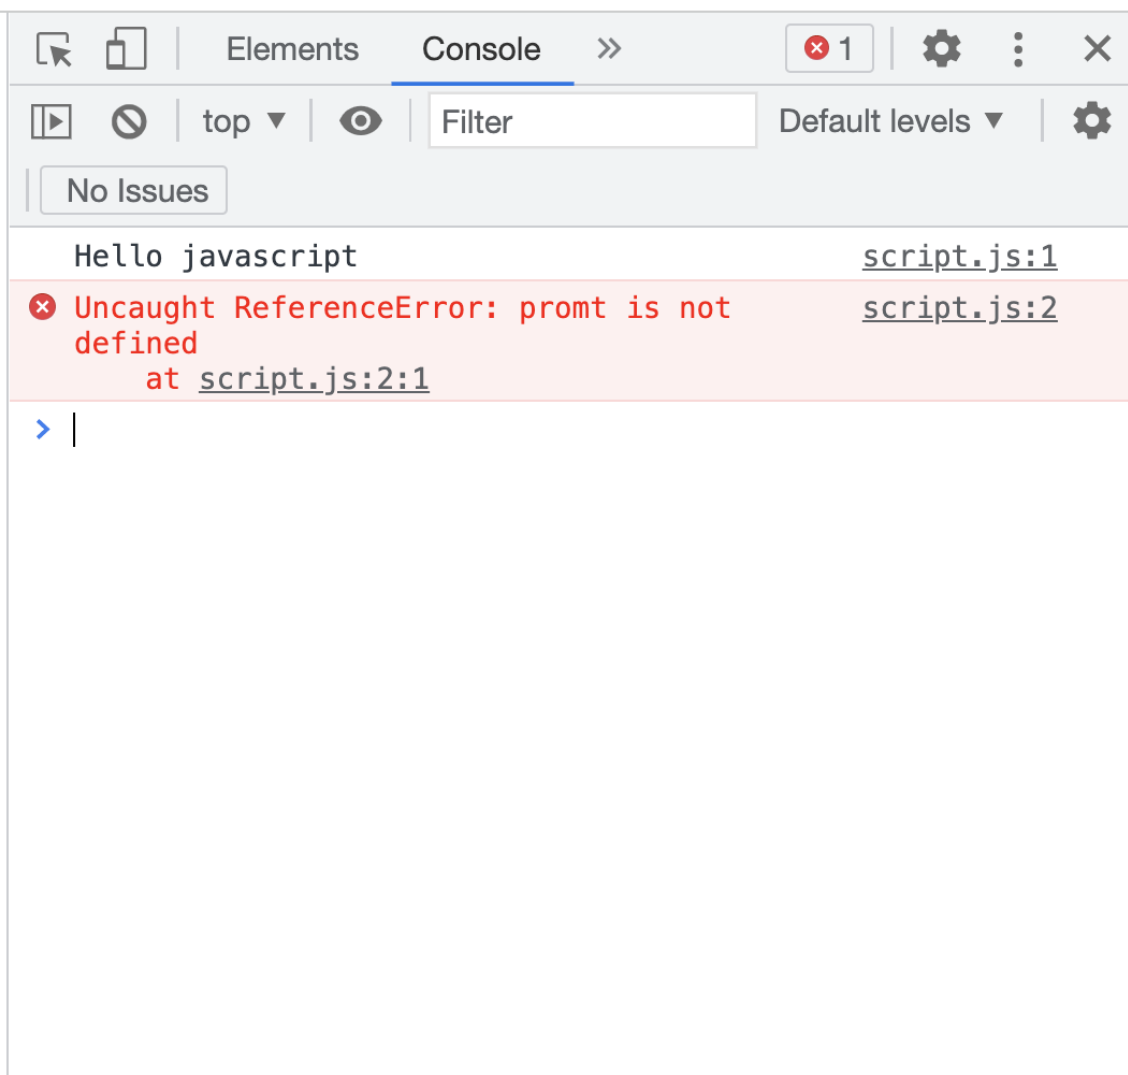 Elements Console 1
top Filter Default levels
No Issues
Hello javascript script.js:1
Uncaught ReferenceError: promt is not script.js:2
defined
at script.js:2:1